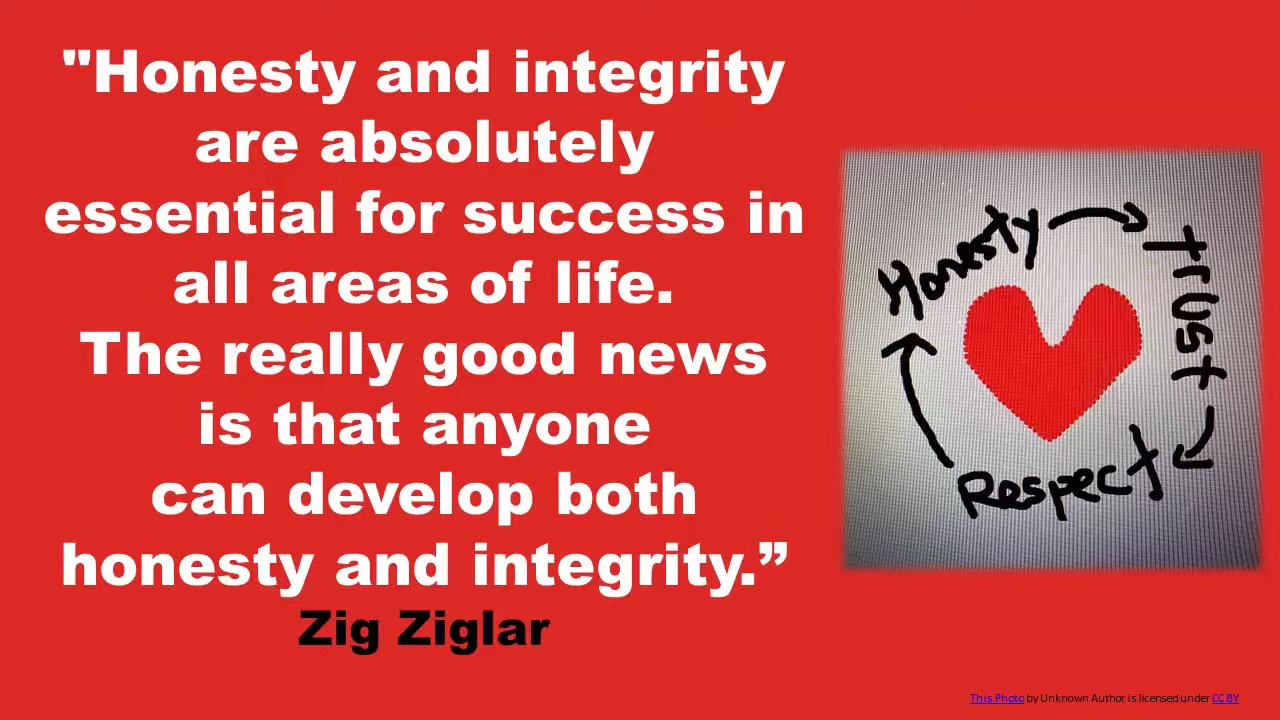 "Honesty and integrity
are absolutely
essential for success in
all areas of life.
The really good news
is that anyone
can develop both
honesty and integrity.”
Zig Ziglar
Honesty
Trust
Respect
This Photo by Unknown Author is licensed under CC BY